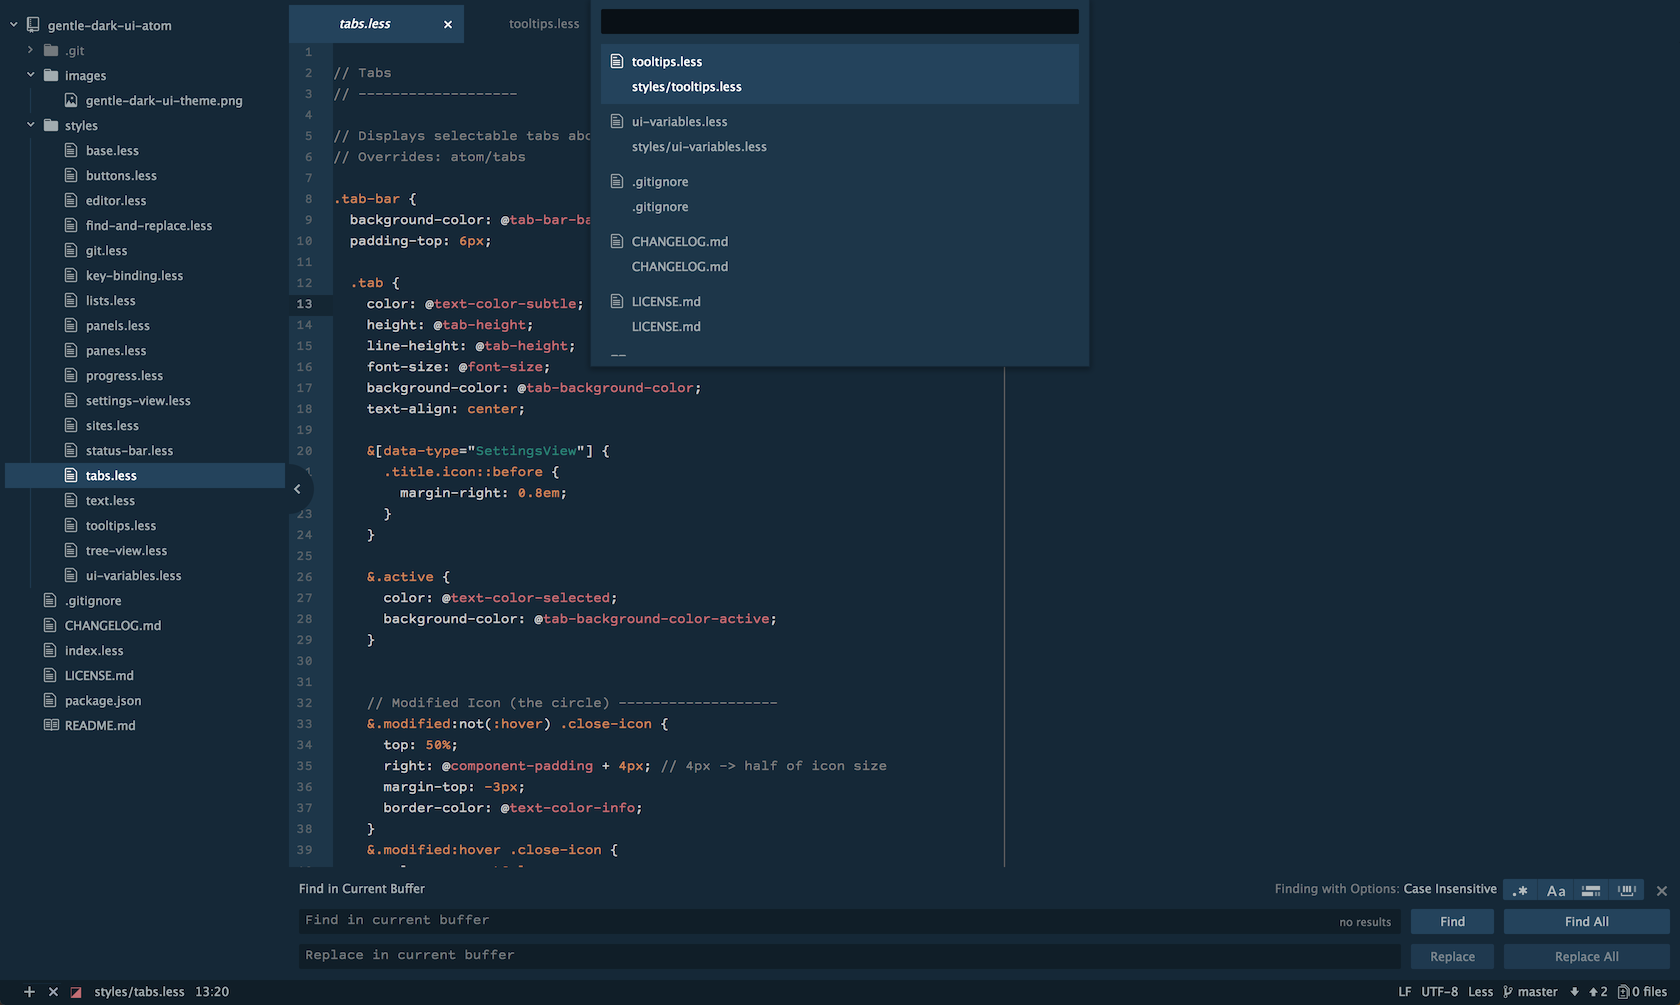 gentle-dark-ui-atom
.git
images
gentle-dark-ui-theme.png
styles
base.less
buttons.less
editor.less
find-and-replace.less
git.less
key-binding.less
lists.less
panels.less
panes.less
progress.less
settings-view.less
sites.less
status-bar.less
tabs.less
text.less
tooltips.less
tree-view.less
ui-variables.less
.gitignore
CHANGELOG.md
index.less
LICENSE.md
package.json
README.md
tabs.less
tooltips.less
1
2 // Tabs
3 // -------------------
4
5 // Displays selectable tabs abo
6 // Overrides: atom/tabs
7
8 .tab-bar {
9 background-color: @tab-bar-ba
10 padding-top: 6px;
11
12 .tab {
13 color: @text-color-subtle;
14 height: @tab-height;
15 line-height: @tab-height;
16 font-size: @font-size;
17 background-color: @tab-background-color;
18 text-align: center;
19
20 &[data-type="SettingsView"] {
.title.icon::before {
margin-right: 0.8em;
23 }
24 }
25
26 &.active {
27 color: @text-color-selected;
28 background-color: @tab-background-color-active;
29 }
30
31
32 // Modified Icon (the circle) -------------------
33 &.modified:not(:hover) .close-icon {
34 top: 50%;
35 right: @component-padding + 4px; // 4px -> half of icon size
36 margin-top: -3px;
37 border-color: @text-color-info;
38 }
39 &.modified:hover .close-icon {
tooltips.less
styles/tooltips.less
ui-variables.less
styles/ui-variables.less
.gitignore
.gitignore
CHANGELOG.md
CHANGELOG.md
LICENSE.md
LICENSE.md
Find in Current Buffer
Finding with Options: Case Insensitive
.* Aa
Find in current buffer
no results
Find
Find All
Replace in current buffer
Replace
Replace All
styles/tabs.less 13:20
LF UTF-8 Less master 2 0 files